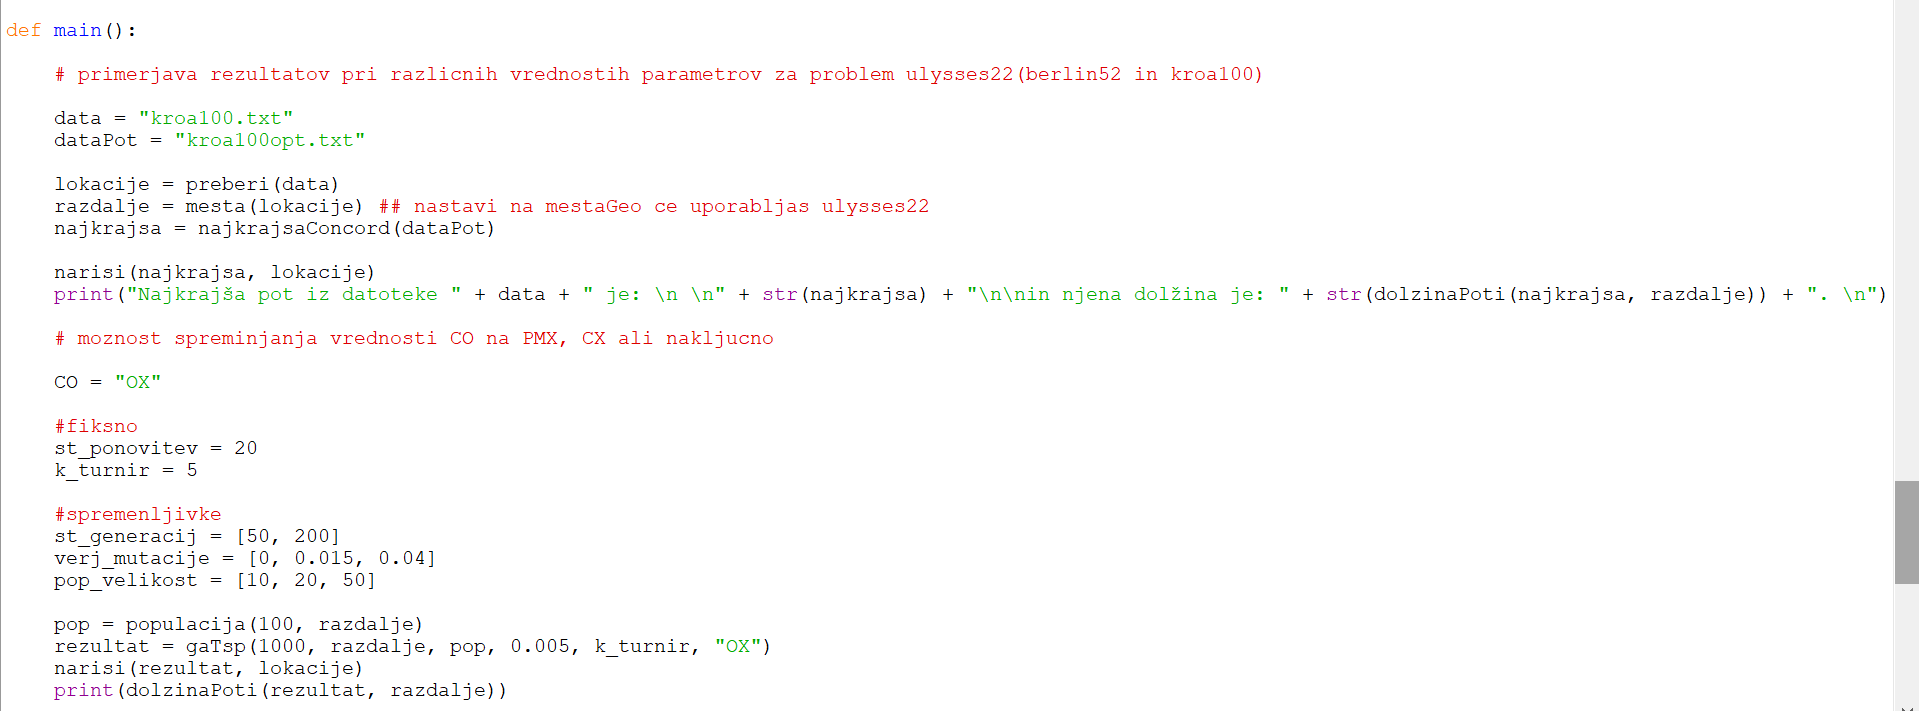 def main():
# primerjava rezultatov pri razlicnih vrednostih parametrov za problem ulysses22(berlin52 in kroa100)
data = "kroa100.txt"
dataPot = "kroa100opt.txt"
lokacije = preberi(data)
razdalje = mesta(lokacije) ## nastavi na mestaGeo ce uporabljas ulysses22
najkrajsa = najkrajsaConcord(dataPot)
narisi(najkrajsa, lokacije)
print("Najkrajša pot iz datoteke " + data + " je: \n \n" + str(najkrajsa) + "\n\nin njena dolžina je: " + str(dolzinaPoti(najkrajsa, razdalje)) + ". \n")
# moznost spreminjanja vrednosti CO na PMX, CX ali nakljucno
CO = "OX"
#fiksno
st_ponovitev = 20
k_turnir = 5
#spremenljivke
st_generacij = [50, 200]
verj_mutacije = [0, 0.015, 0.04]
pop_velikost = [10, 20, 50]
pop = populacija(100, razdalje)
rezultat = gaTsp(1000, razdalje, pop, 0.005, k_turnir, "OX")
narisi(rezultat, lokacije)
print(dolzinaPoti(rezultat, razdalje))